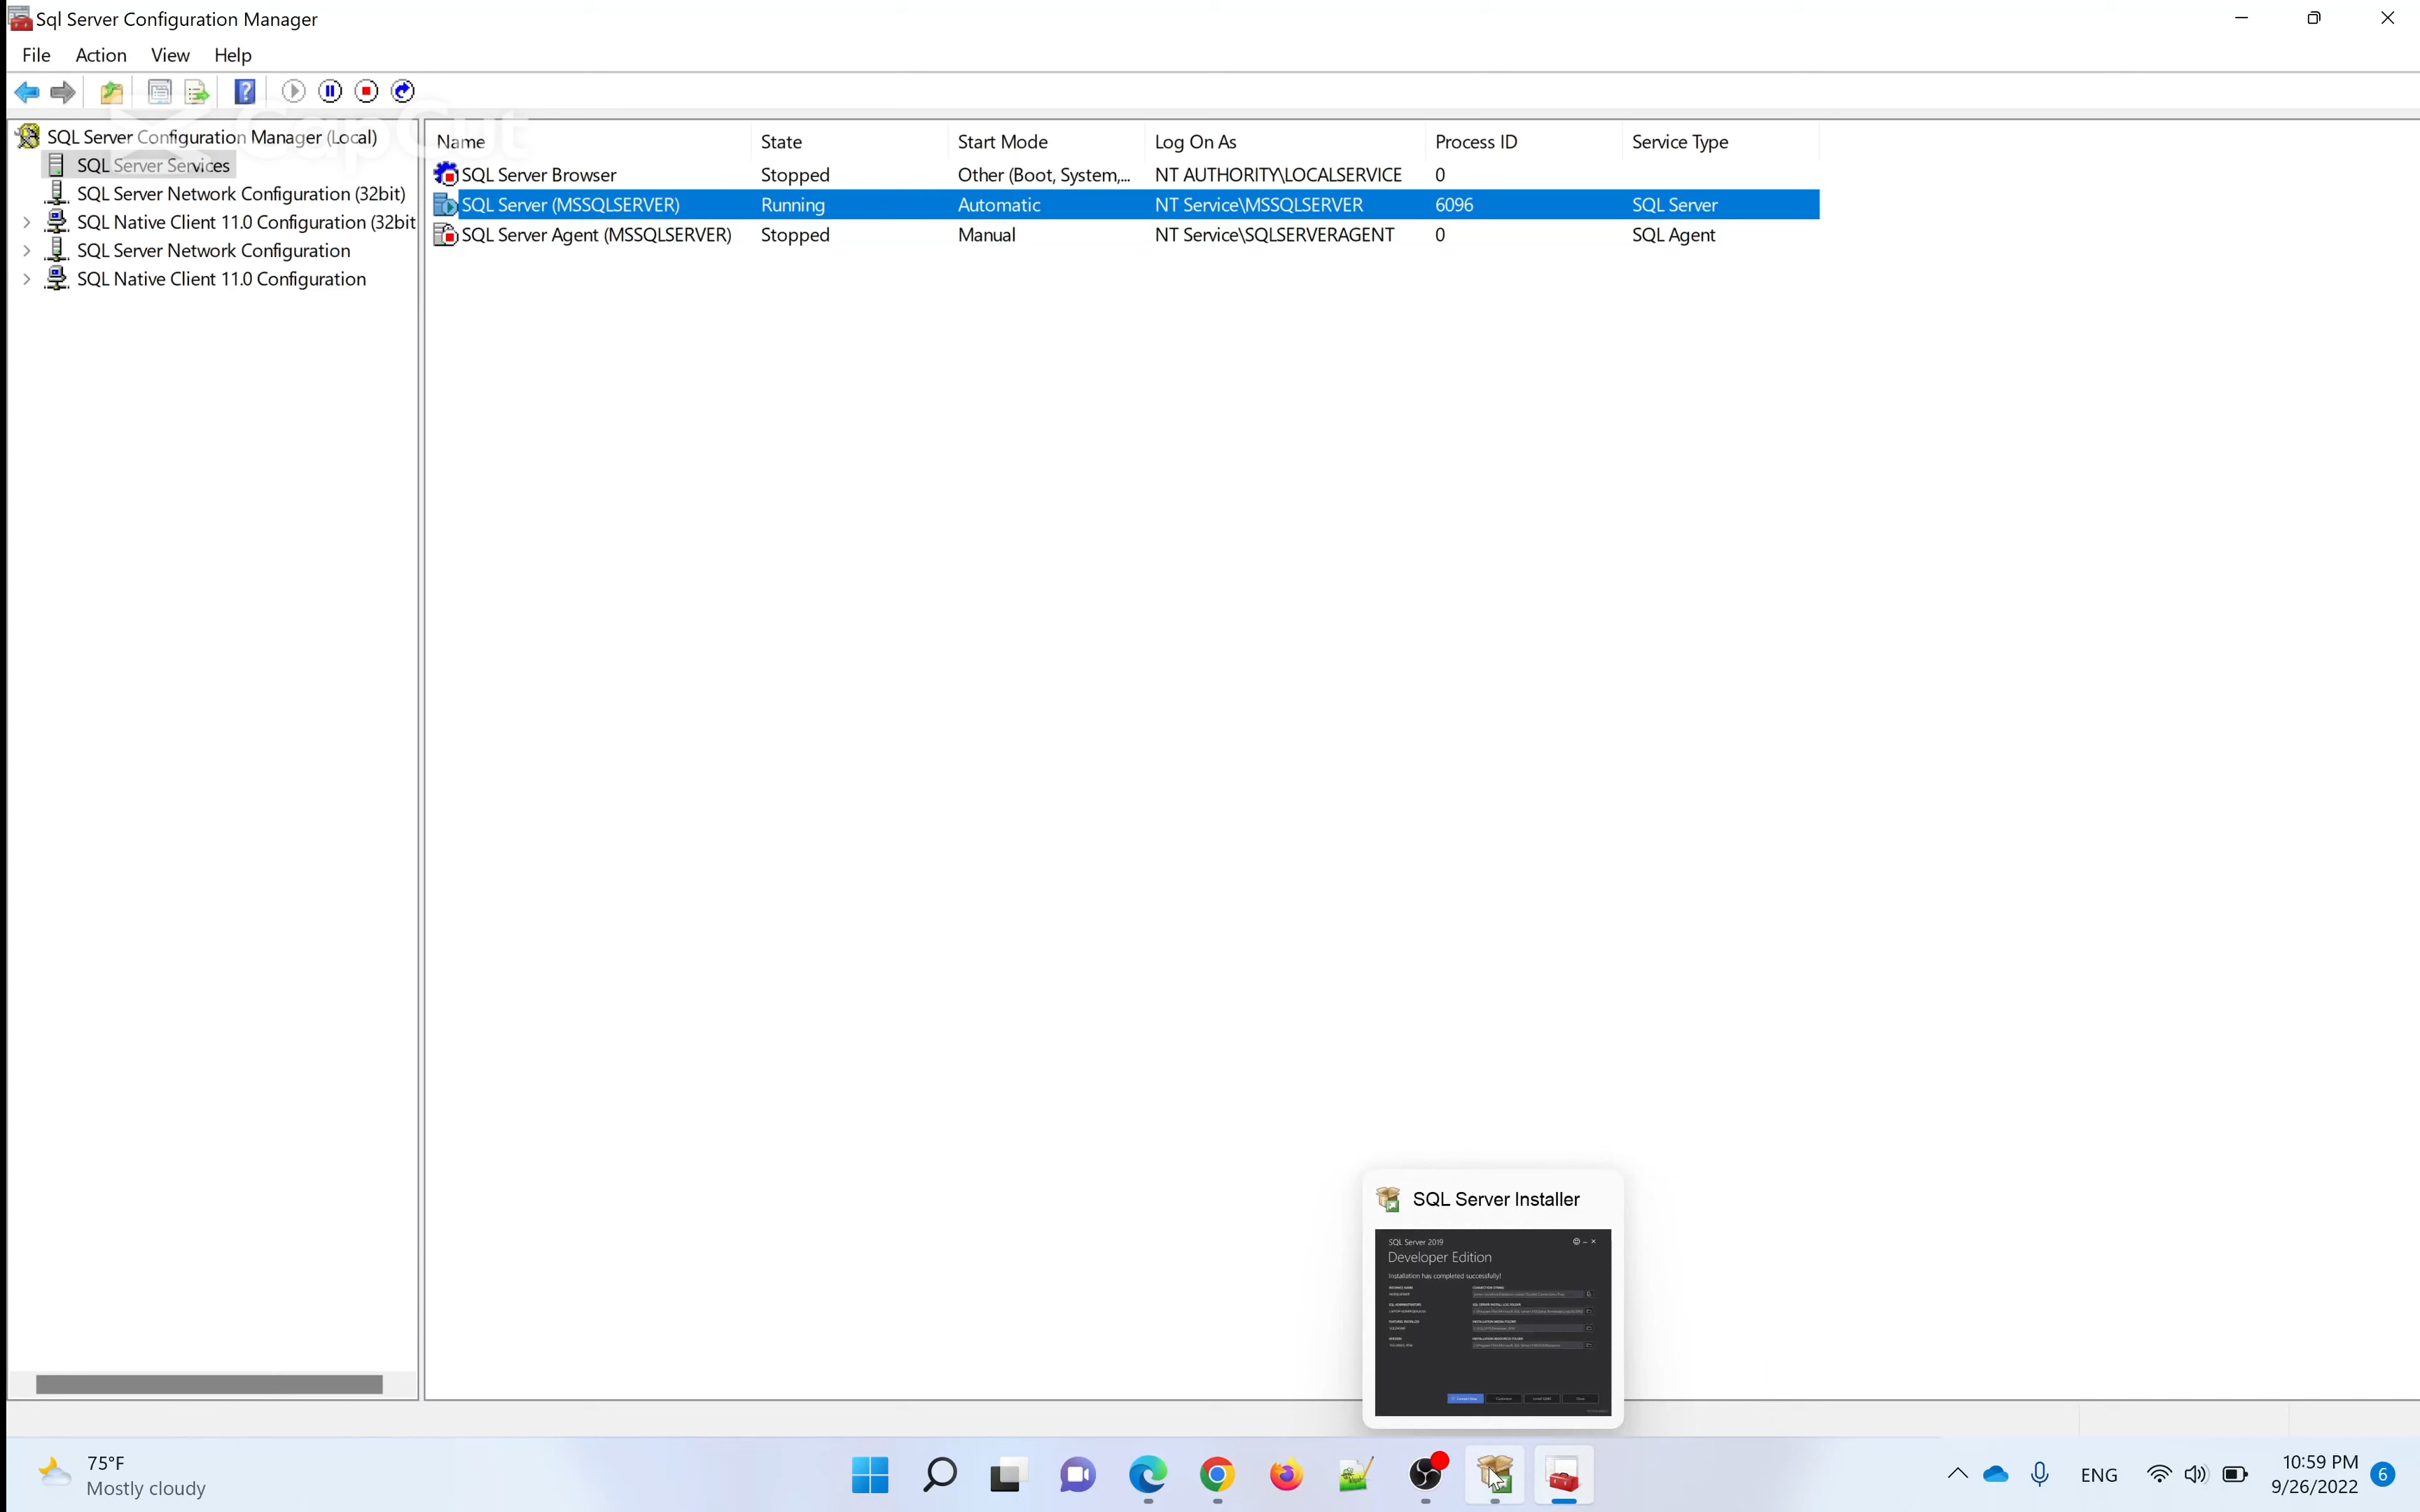 Sql Server Configuration Manager
File Action View Help
CapCut
SQL Server Configuration Manager (Local)
SQL Server Services
SQL Server Network Configuration (32bit)
SQL Native Client 11.0 Configuration (32bit
SQL Server Network Configuration
SQL Native Client 11.0 Configuration
Name State Start Mode Log On As Process ID Service Type
SQL Server Browser Stopped Other (Boot, System,... NT AUTHORITY\LOCALSERVICE 0
SQL Server (MSSQLSERVER) Running Automatic NT Service\MSSQLSERVER 6096 SQL Server
SQL Server Agent (MSSQLSERVER) Stopped Manual NT Service\SQLSERVERAGENT 0 SQL Agent
SQL Server Installer
SQL Server 2019
Developer Edition
Installation has completed successfully!
75°F
Mostly cloudy
ENG
10:59 PM
9/26/2022
6